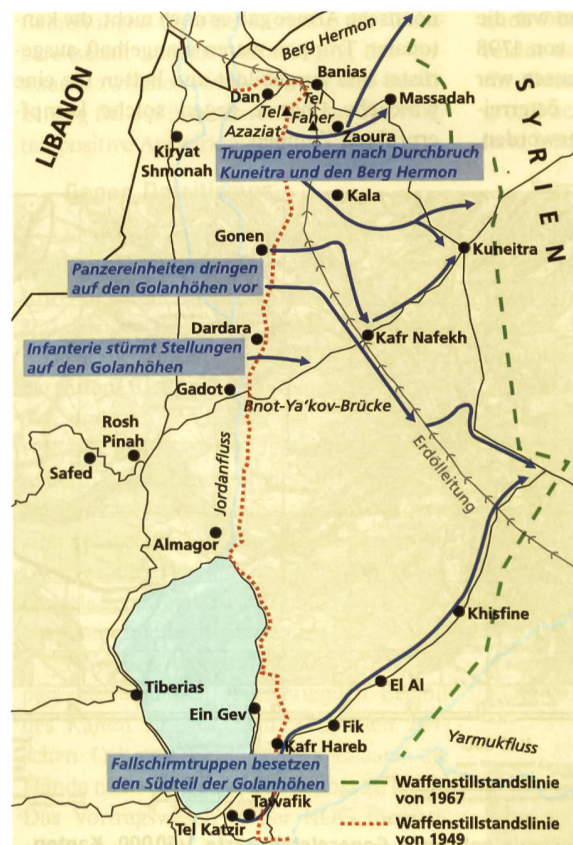 Berg Hermon
LIBANON
SYRIEN
Banias
Dan
Tel
Azaziat
Tel
Faher
Massadah
Zaoura
Kiryat
Shmonah
Truppen erobern nach Durchbruch
Kuneitra und den Berg Hermon
Kala
Gonen
Kuneitra
Panzereinheiten dringen
auf den Golanhöhen vor
Dardara
Kafr Nafekh
Infanterie stürmt Stellungen
auf den Golanhöhen
Gadot
Bnot-Ya'kov-Brücke
Rosh
Pinah
Safed
Jordanfluss
Erdölleitung
Almagor
Khisfine
Tiberias
El Al
Ein Gev
Fik
Kafr Hareb
Yarmukfluss
Fallschirmtruppen besetzen
den Südteil der Golanhöhen
Tawafik
Tel Katzir
Waffenstillstandslinie
von 1967
Waffenstillstandslinie
von 1949